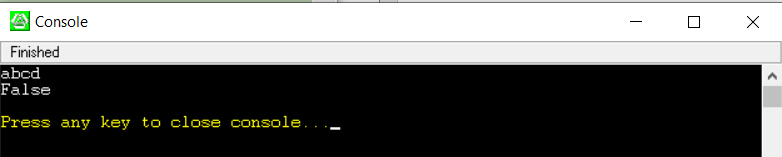 Console
Finished
abcd
False
Press any key to close console..._